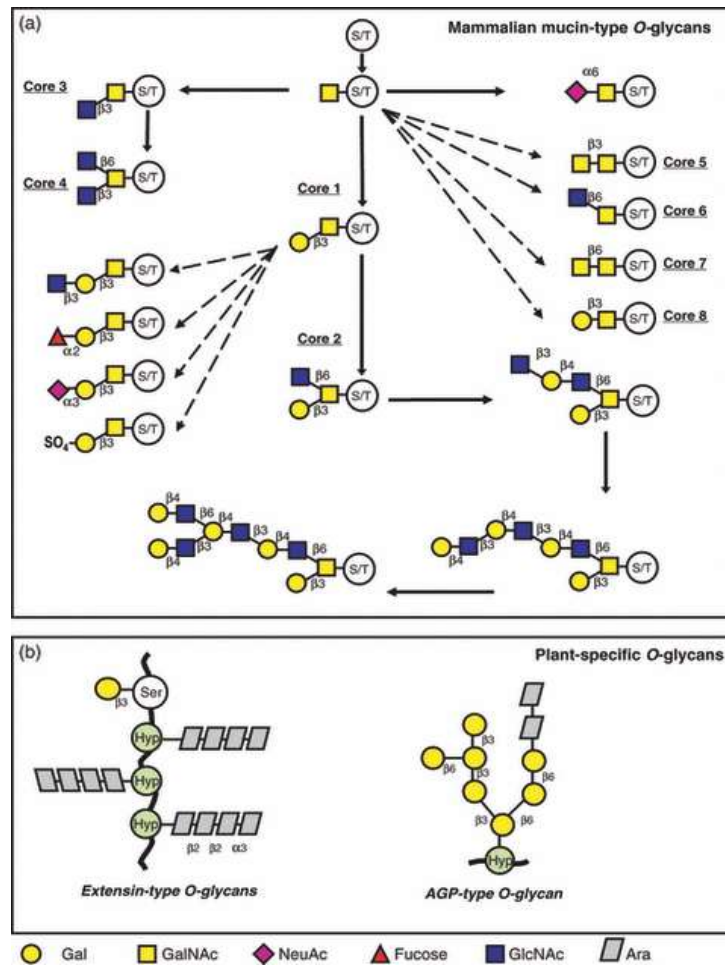 (a) Mammalian mucin-type O-glycans
S/T
Core 3
β3
S/T
S/T
α6
S/T
Core 4
β6
β3
S/T
β3
S/T
Core 5
β6
S/T
Core 6
Core 1
β3
S/T
β6
S/T
Core 7
β3
β3
S/T
β3
S/T
Core 8
α2
β3
S/T
Core 2
β6
β3
S/T
β3
β4
β6
β3
S/T
α3
β3
S/T
SO4
β3
S/T
β4
β6
β4
β3
β4
β6
β4
β3
β3
S/T
β4
β3
β4
β3
β4
β6
β3
S/T
(b) Plant-specific O-glycans
β3
Ser
Hyp
Hyp
Hyp
β2 β2 α3
Extensin-type O-glycans
β3
β6
β3
β6
β3
β6
Hyp
AGP-type O-glycan
Gal GalNAc NeuAc Fucose GlcNAc Ara